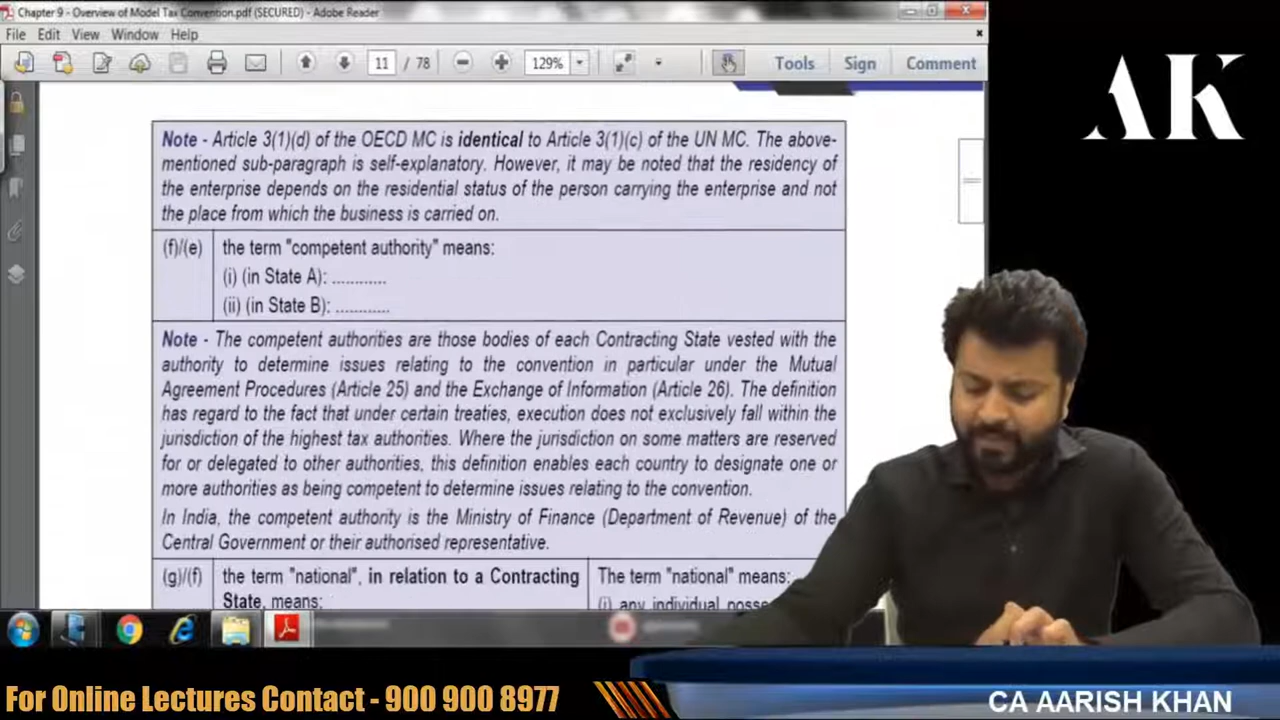 Chapter 9 - Overview of Model Tax Convention.pdf (SECURED) - Adobe Reader
File Edit View Window Help
11 / 78 129% Tools Sign Comment
AK
Note - Article 3(1)(d) of the OECD MC is identical to Article 3(1)(c) of the UN MC. The above-
mentioned sub-paragraph is self-explanatory. However, it may be noted that the residency of
the enterprise depends on the residential status of the person carrying the enterprise and not
the place from which the business is carried on.
(f)/(e) the term "competent authority" means:
(i) (in State A): ............
(ii) (in State B): ............
Note - The competent authorities are those bodies of each Contracting State vested with the
authority to determine issues relating to the convention in particular under the Mutual
Agreement Procedures (Article 25) and the Exchange of Information (Article 26). The definition
has regard to the fact that under certain treaties, execution does not exclusively fall within the
jurisdiction of the highest tax authorities. Where the jurisdiction on some matters are reserved
for or delegated to other authorities, this definition enables each country to designate one or
more authorities as being competent to determine issues relating to the convention.
In India, the competent authority is the Ministry of Finance (Department of Revenue) of the
Central Government or their authorised representative.
(g)/(f) the term "national", in relation to a Contracting The term "national" means:
State, means: (i) any individual
For Online Lectures Contact - 900 900 8977
CA AARISH KHAN